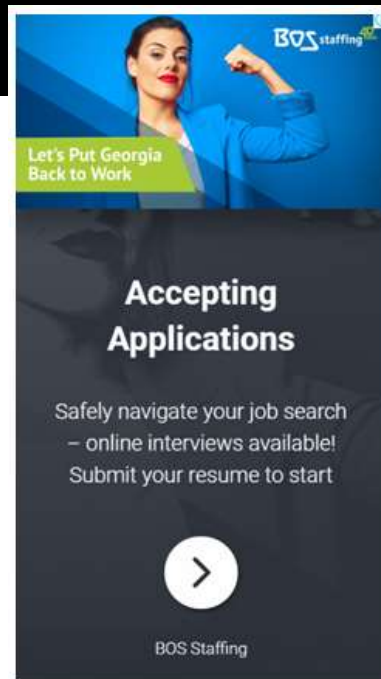 BOS staffing 40
Let's Put Georgia
Back to Work
Accepting
Applications
Safely navigate your job search
– online interviews available!
Submit your resume to start
BOS Staffing